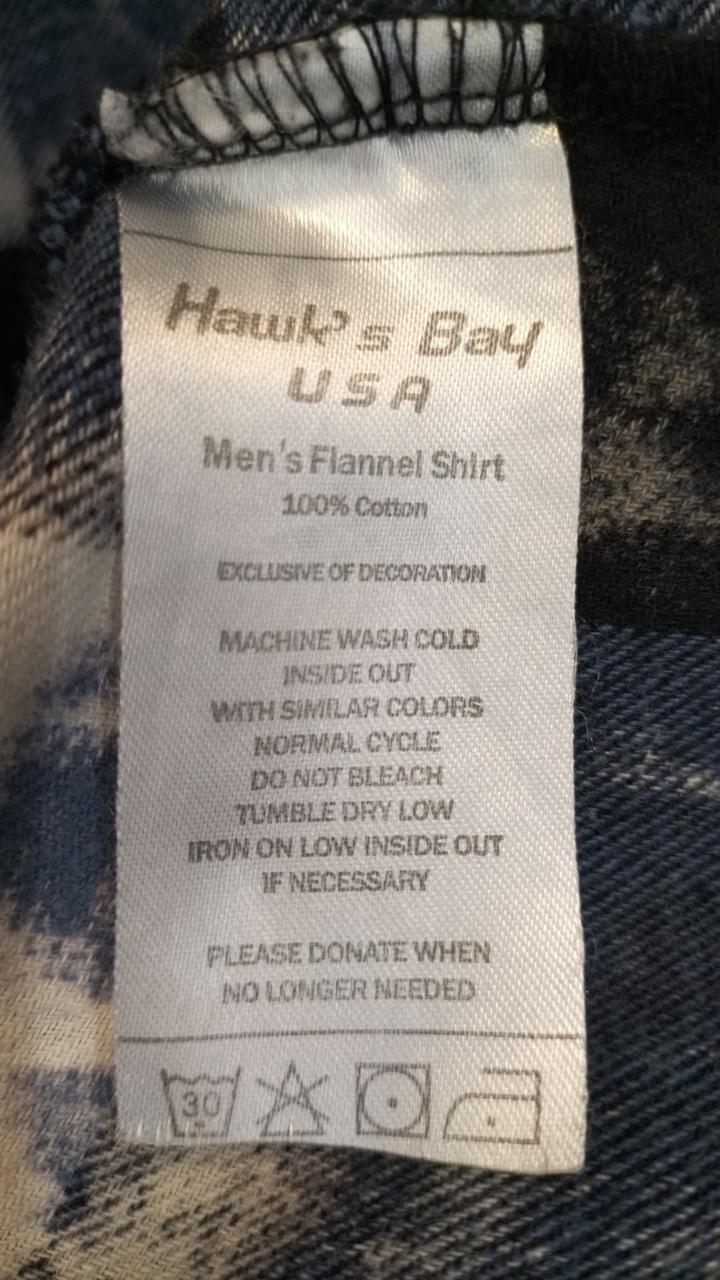 Hawk's Bay
USA
Men's Flannel Shirt
100% Cotton
EXCLUSIVE OF DECORATION
MACHINE WASH COLD
INSIDE OUT
WITH SIMILAR COLORS
NORMAL CYCLE
DO NOT BLEACH
TUMBLE DRY LOW
IRON ON LOW INSIDE OUT
IF NECESSARY
PLEASE DONATE WHEN
NO LONGER NEEDED
30